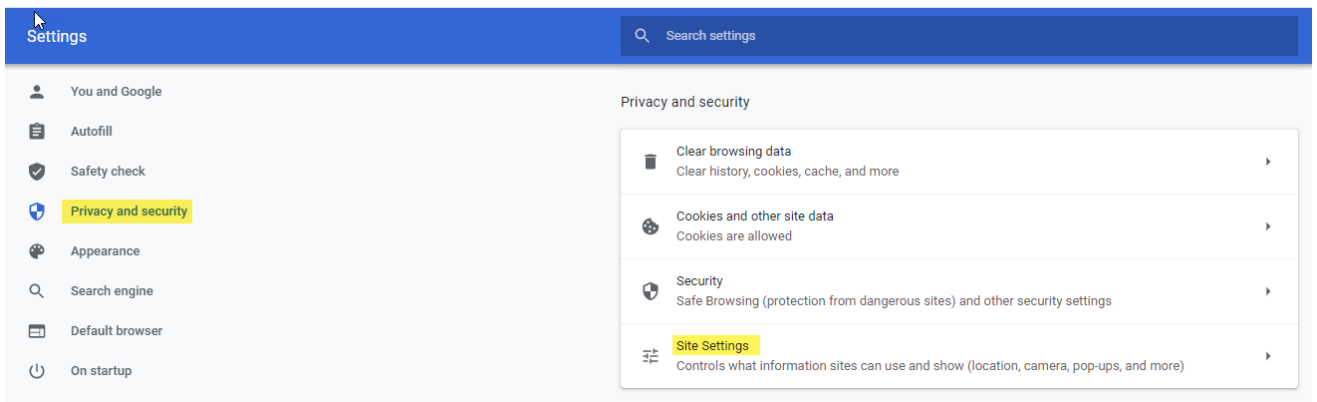 Settings
Search settings
You and Google
Autofill
Safety check
Privacy and security
Appearance
Search engine
Default browser
On startup
Privacy and security
Clear browsing data
Clear history, cookies, cache, and more
Cookies and other site data
Cookies are allowed
Security
Safe Browsing (protection from dangerous sites) and other security settings
Site Settings
Controls what information sites can use and show (location, camera, pop-ups, and more)